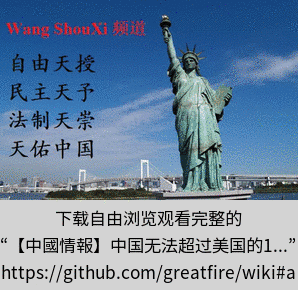 Wang ShouXi 频道
自由天授
民主天予
法制天崇
天佑中国
下载自由浏览观看完整的
“【中國情報】中国无法超过美国的1...”
https://github.com/greatfire/wiki#a